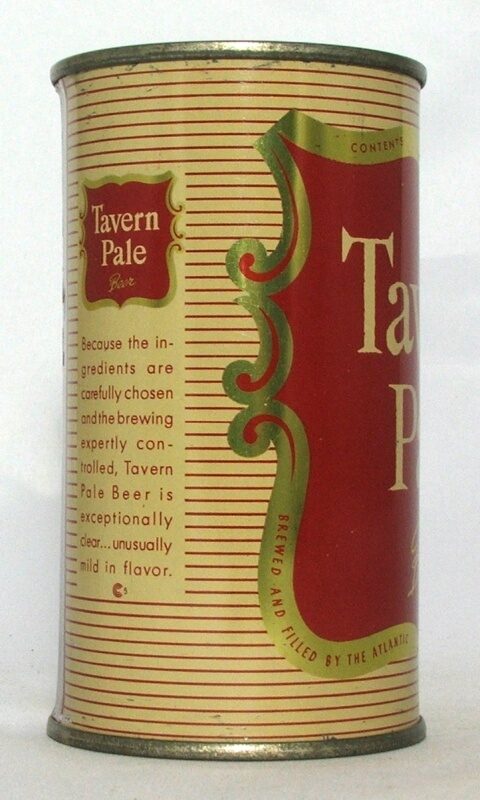 Tavern
Pale
Beer
Because the in-
gredients are
carefully chosen
and the brewing
expertly con-
trolled, Tavern
Pale Beer is
exceptionally
clear...unusually
mild in flavor.
CONTENTS
BREWED AND FILLED BY THE ATLANTIC